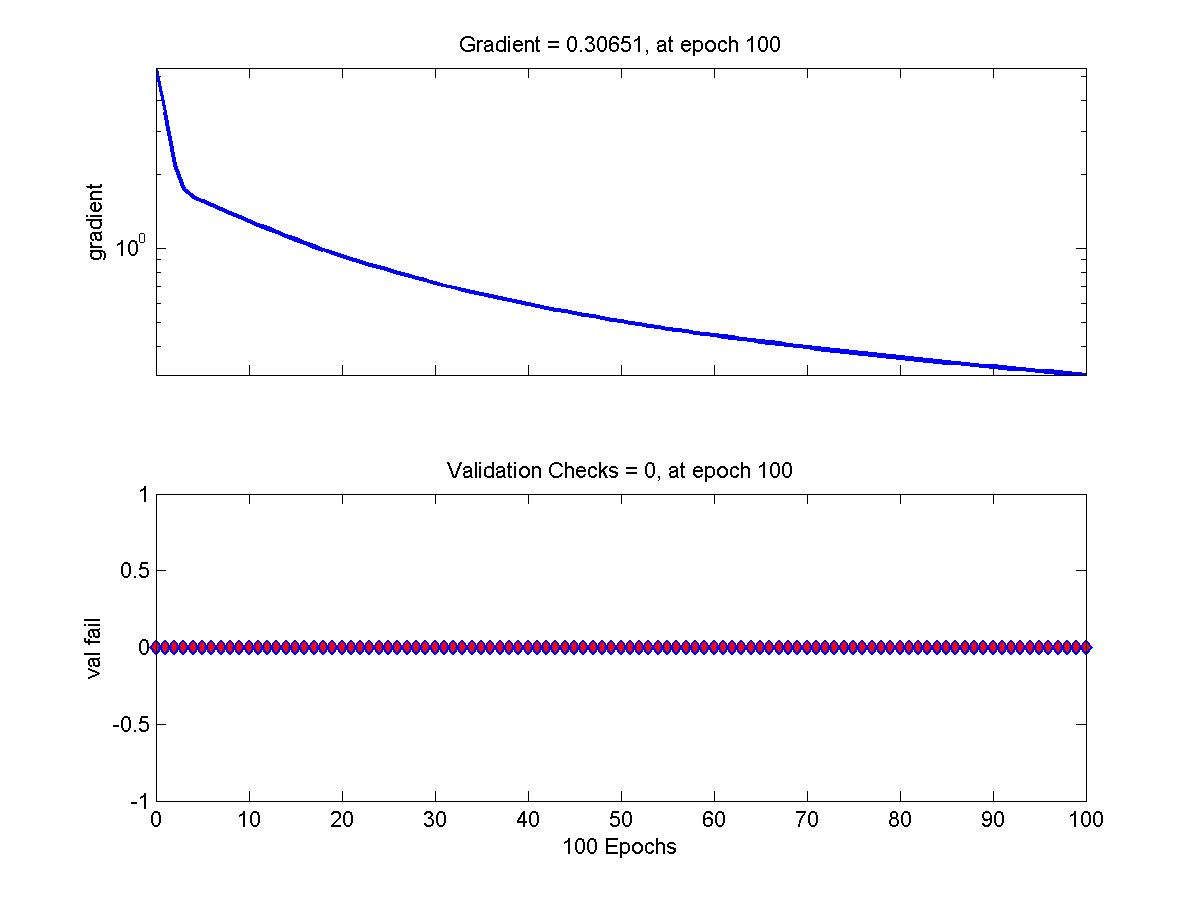 Gradient = 0.30651, at epoch 100
gradient
10^0
Validation Checks = 0, at epoch 100
1
0.5
0
-0.5
-1
val fail
0 10 20 30 40 50 60 70 80 90 100
100 Epochs